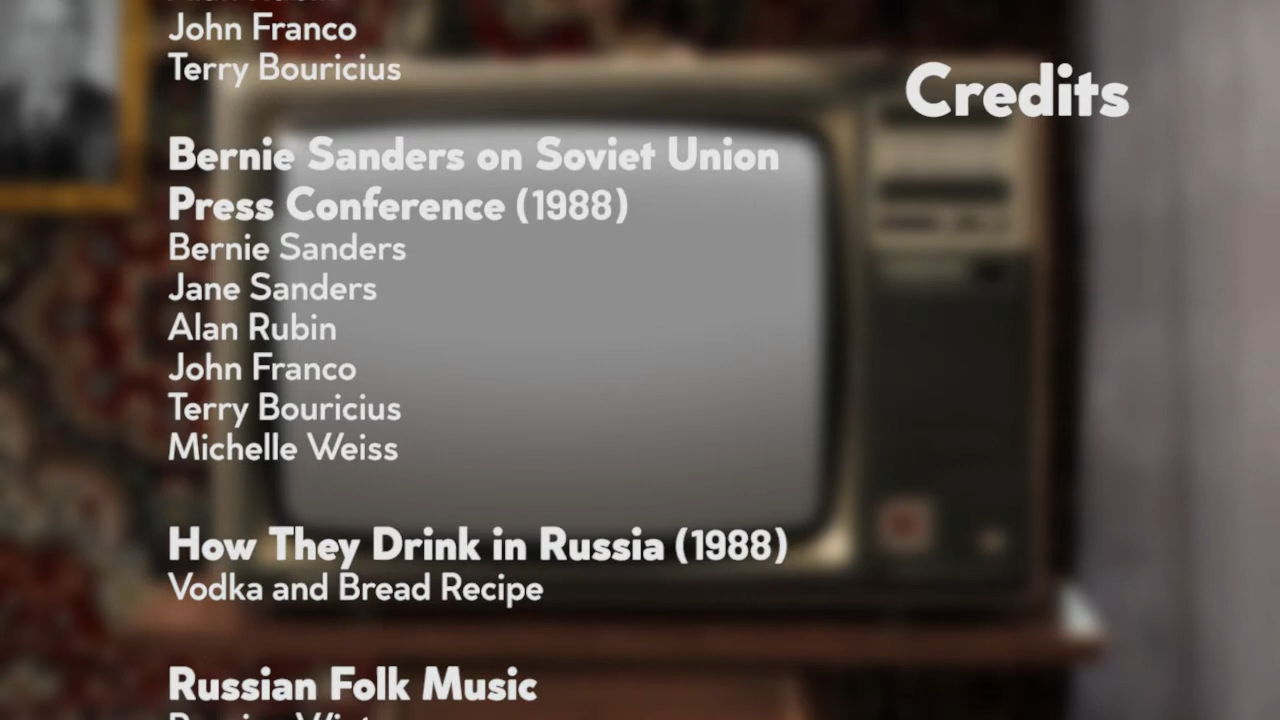 John Franco
Terry Bouricius
Credits
Bernie Sanders on Soviet Union
Press Conference (1988)
Bernie Sanders
Jane Sanders
Alan Rubin
John Franco
Terry Bouricius
Michelle Weiss
How They Drink in Russia (1988)
Vodka and Bread Recipe
Russian Folk Music